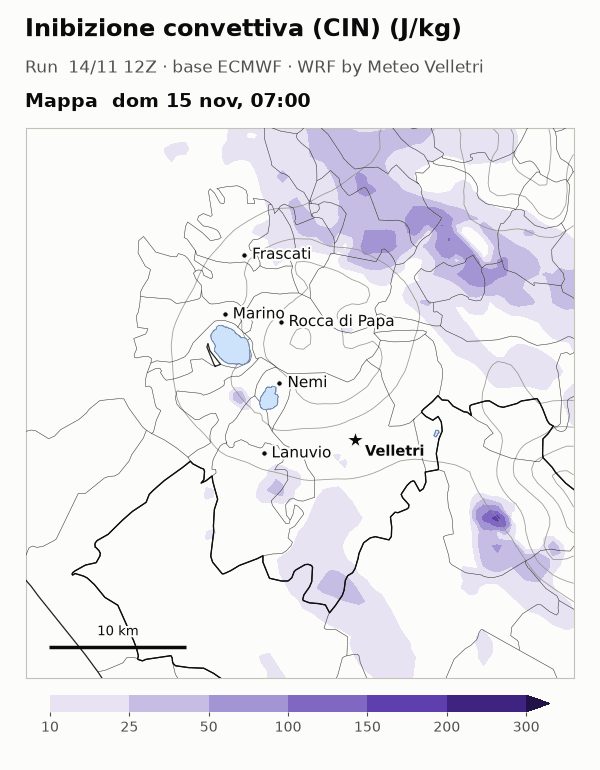 Inibizione convettiva (CIN) (J/kg)
Run  14/11 12Z · base ECMWF · WRF by Meteo Velletri
Mappa  dom 15 nov, 07:00
Frascati
Marino
Rocca di Papa
Nemi
Lanuvio
Velletri
10 km
10 25 50 100 150 200 300